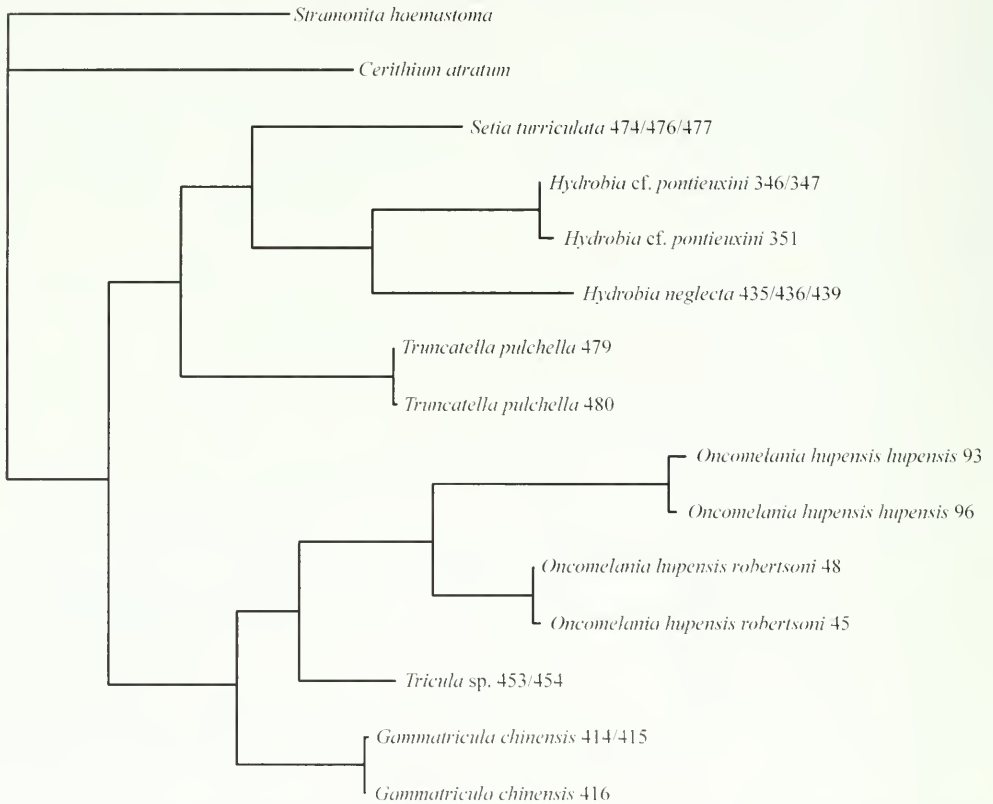 Stramonita haemastoma
Cerithium atratum
Setia turriculata 474/476/477
Hydrobia cf. pontieuxini 346/347
Hydrobia cf. pontieuxini 351
Hydrobia neglecta 435/436/439
Truncatella pulchella 479
Truncatella pulchella 480
Oncomelania hupensis hupensis 93
Oncomelania hupensis hupensis 96
Oncomelania hupensis robertsoni 48
Oncomelania hupensis robertsoni 45
Tricula sp. 453/454
Gammatricula chinensis 414/415
Gammatricula chinensis 416